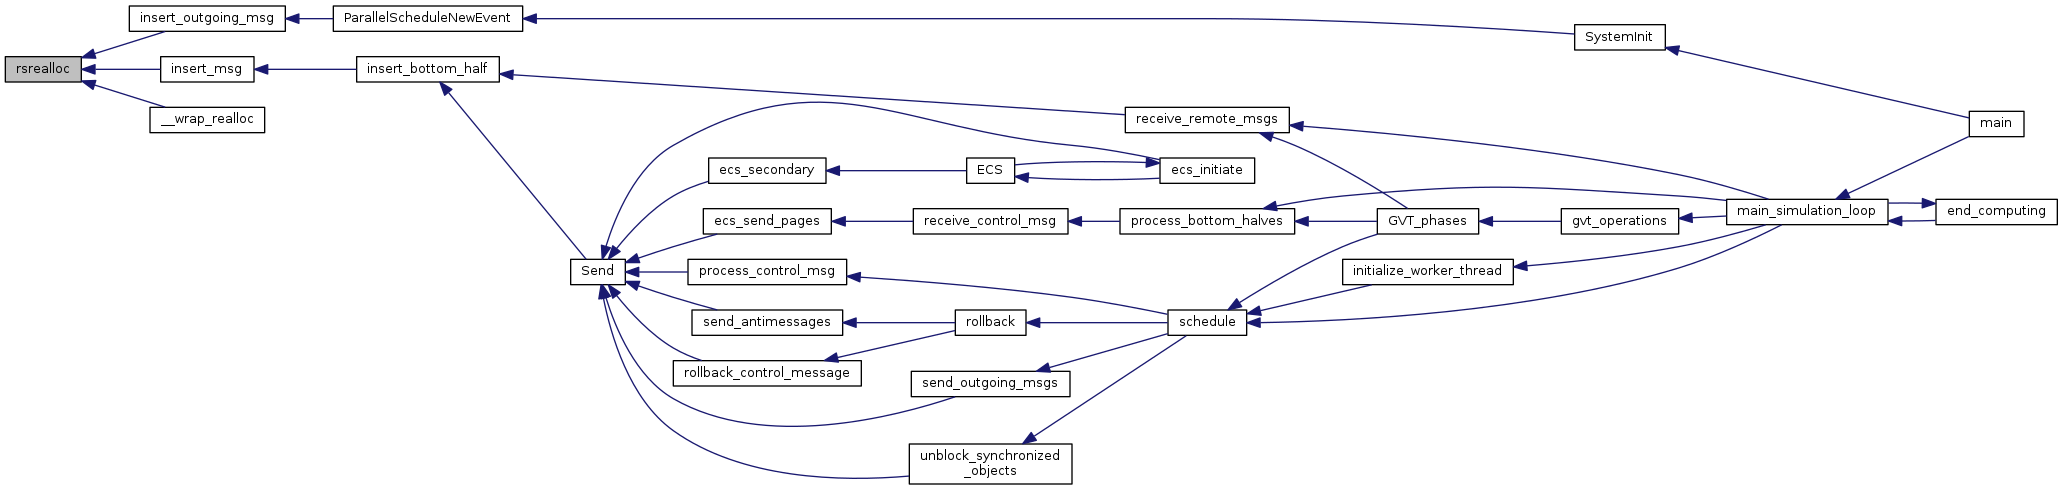 insert_outgoing_msg
ParallelScheduleNewEvent
SystemInit
rsrealloc
insert_msg
insert_bottom_half
__wrap_realloc
receive_remote_msgs
main
ecs_secondary
ECS
ecs_initiate
ecs_send_pages
receive_control_msg
process_bottom_halves
GVT_phases
gvt_operations
main_simulation_loop
end_computing
Send
process_control_msg
initialize_worker_thread
send_antimessages
rollback
schedule
rollback_control_message
send_outgoing_msgs
unblock_synchronized
_objects